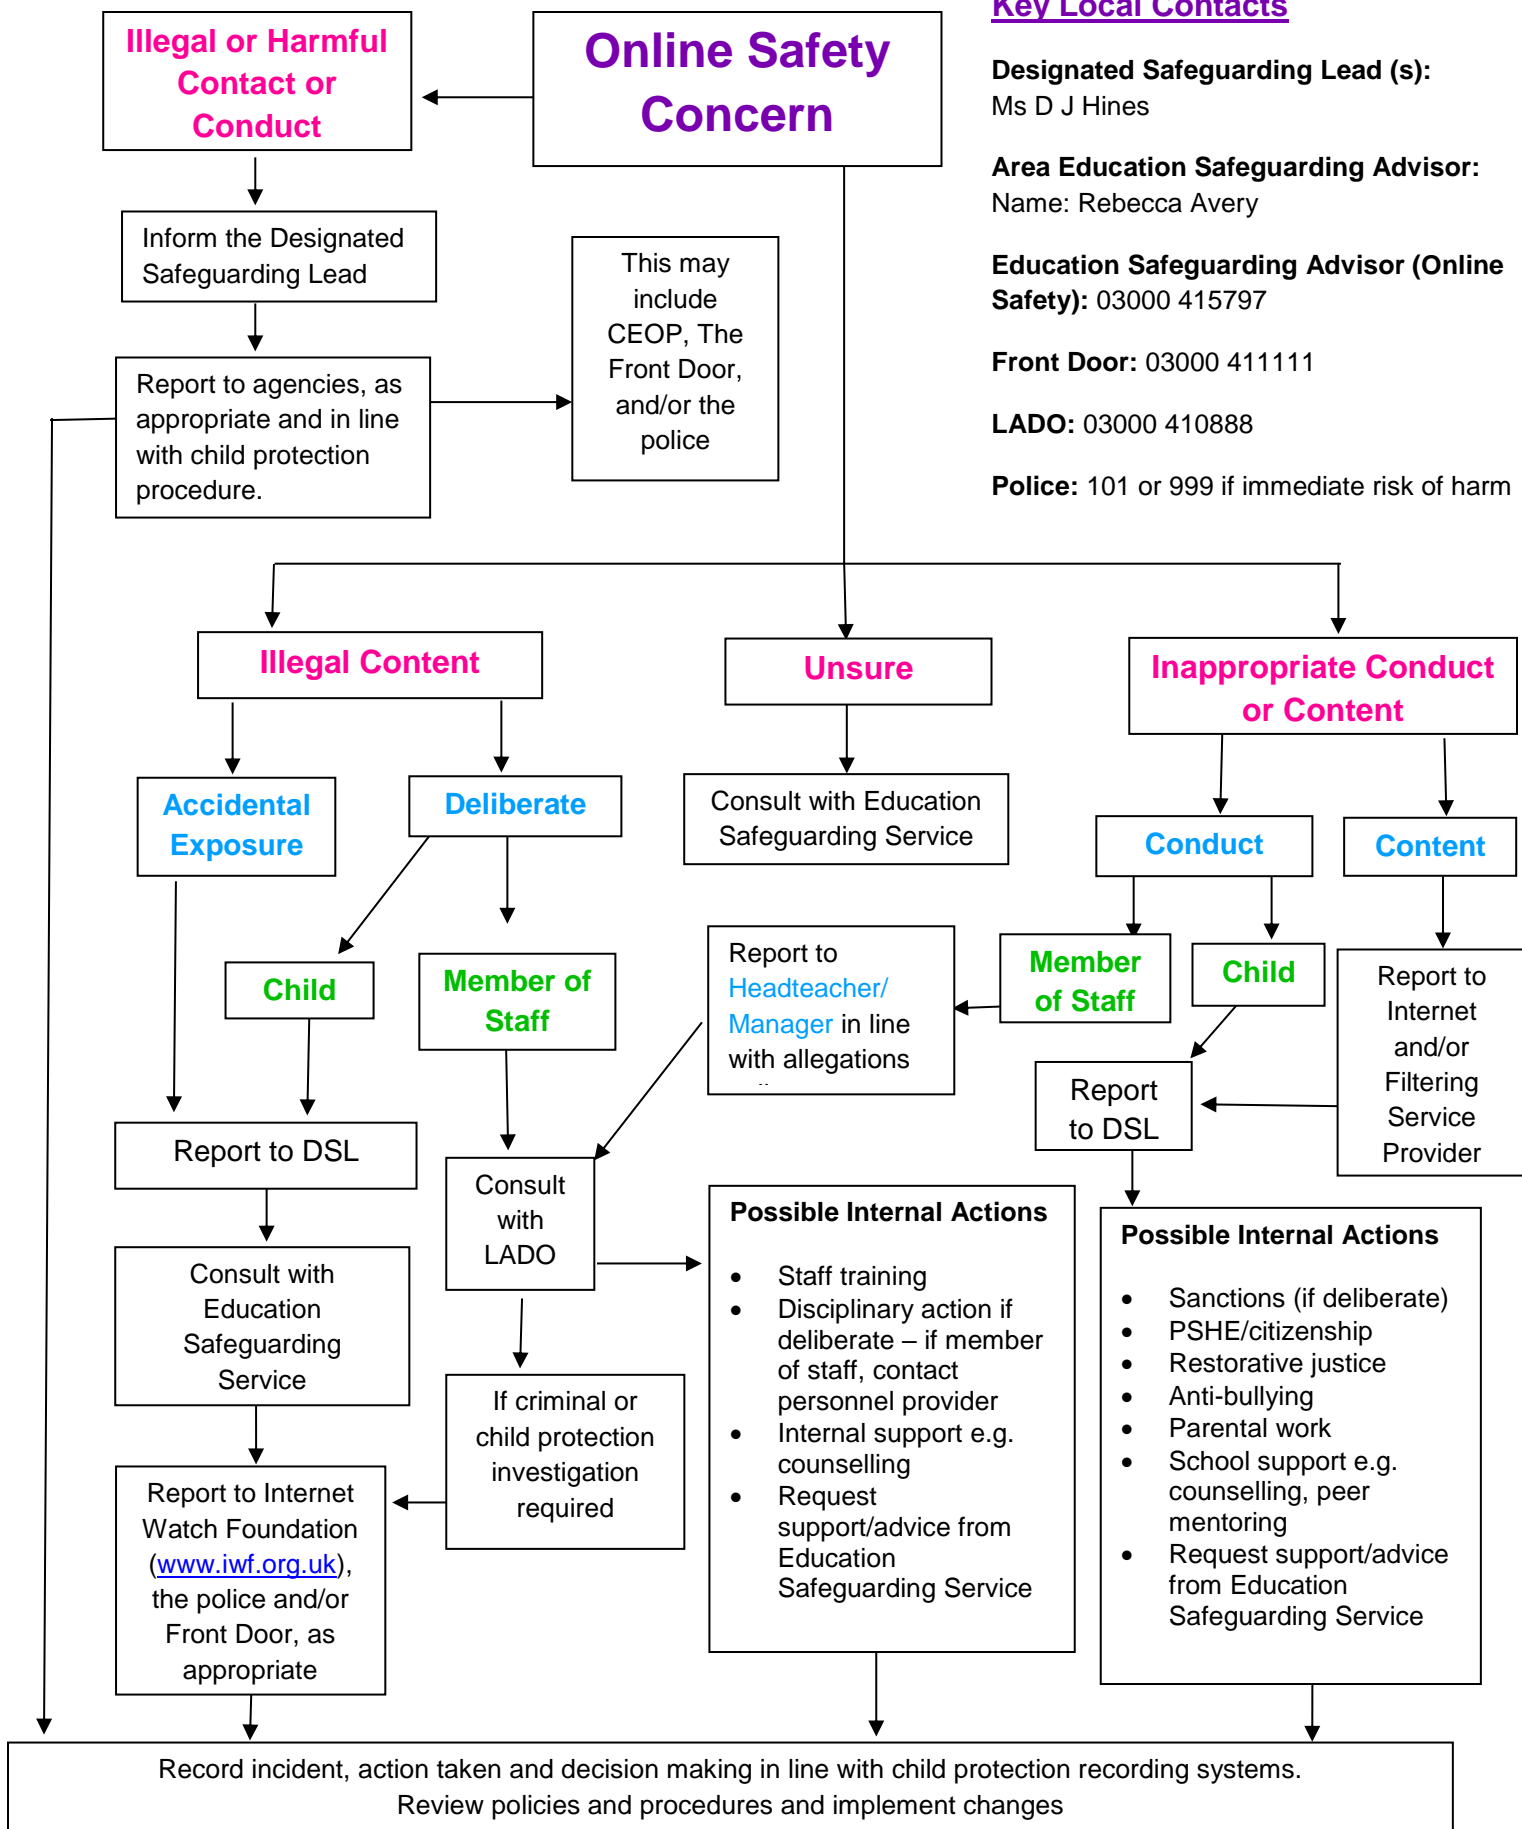 Key Local Contacts
Illegal or Harmful
Contact or
Conduct
Online Safety
Concern
Designated Safeguarding Lead (s):
Ms D J Hines
Area Education Safeguarding Advisor:
Name: Rebecca Avery
Education Safeguarding Advisor (Online
Safety): 03000 415797
Front Door: 03000 411111
LADO: 03000 410888
Police: 101 or 999 if immediate risk of harm
Inform the Designated
Safeguarding Lead
This may
include
CEOP, The
Front Door,
and/or the
police
Report to agencies, as
appropriate and in line
with child protection
procedure.
Illegal Content
Unsure
Inappropriate Conduct
or Content
Accidental
Exposure
Deliberate
Consult with Education
Safeguarding Service
Conduct
Content
Child
Member of
Staff
Report to
Headteacher/
Manager in line
with allegations
Member
of Staff
Child
Report to
Internet
and/or
Filtering
Service
Provider
Report
to DSL
Report to DSL
Consult
with
LADO
Consult with
Education
Safeguarding
Service
If criminal or
child protection
investigation
required
Report to Internet
Watch Foundation
(www.iwf.org.uk),
the police and/or
Front Door, as
appropriate
Possible Internal Actions
• Staff training
• Disciplinary action if
deliberate – if member
of staff, contact
personnel provider
• Internal support e.g.
counselling
• Request
support/advice from
Education
Safeguarding Service
Possible Internal Actions
• Sanctions (if deliberate)
• PSHE/citizenship
• Restorative justice
• Anti-bullying
• Parental work
• School support e.g.
counselling, peer
mentoring
• Request support/advice
from Education
Safeguarding Service
Record incident, action taken and decision making in line with child protection recording systems.
Review policies and procedures and implement changes